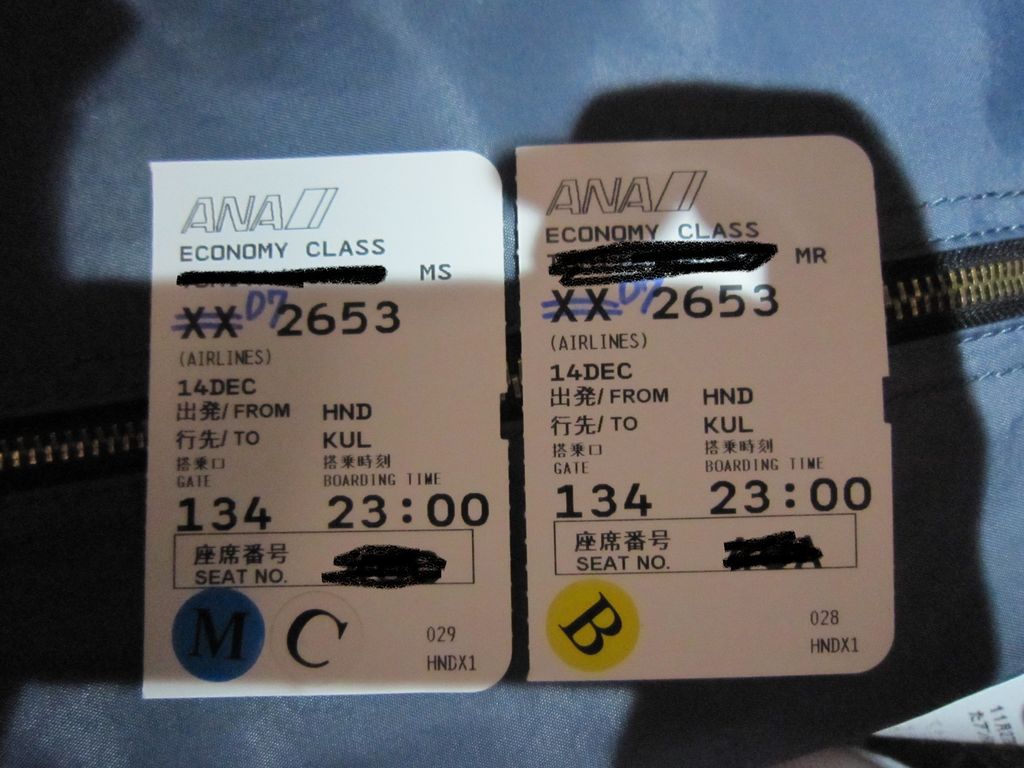 ANA
ECONOMY CLASS
MS
XX D7 2653
(AIRLINES)
14DEC
出発/FROM HND
行先/TO KUL
搭乗口 搭乗時刻
GATE BOARDING TIME
134 23:00
座席番号
SEAT NO.
M C
029
HNDX1
ANA
ECONOMY CLASS
MR
XX D7 2653
(AIRLINES)
14DEC
出発/FROM HND
行先/TO KUL
搭乗口 搭乗時刻
GATE BOARDING TIME
134 23:00
座席番号
SEAT NO.
B
028
HNDX1